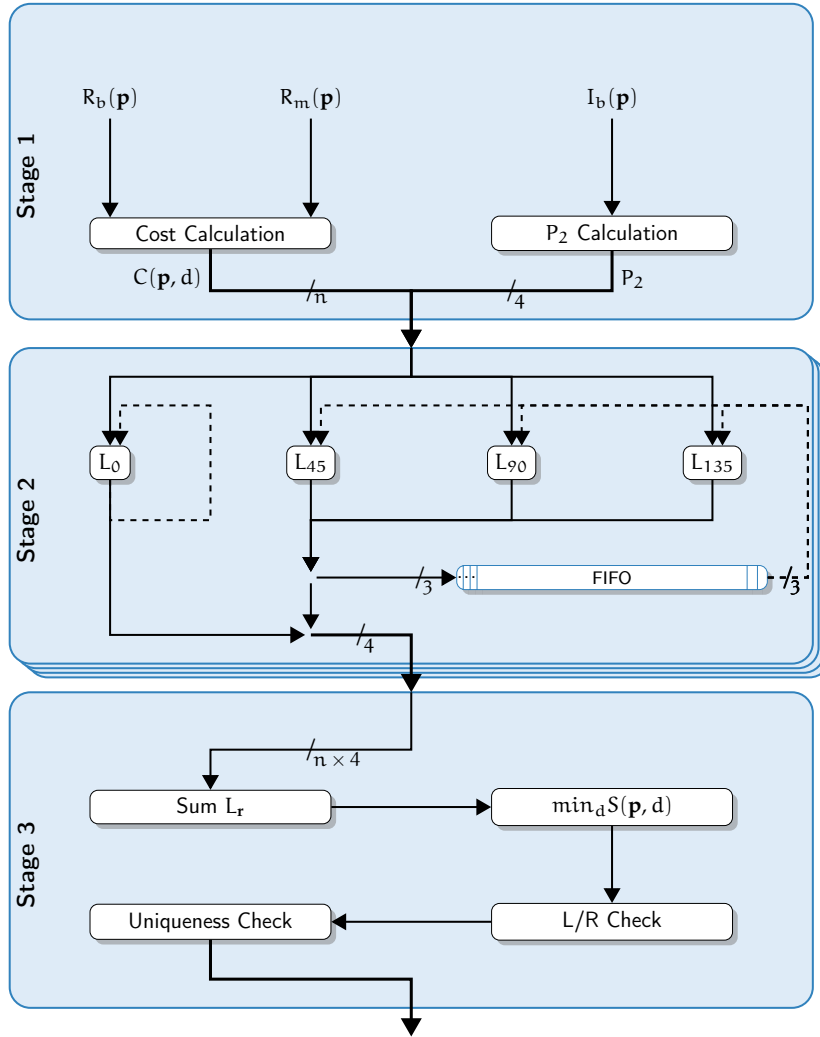 Stage 1
R_b(p)
R_m(p)
I_b(p)
Cost Calculation
P_2 Calculation
C(p, d)
n
4
P_2
Stage 2
L_0
L_45
L_90
L_135
3
...
FIFO
3
4
Stage 3
n × 4
Sum L_r
min_d S(p, d)
Uniqueness Check
L/R Check